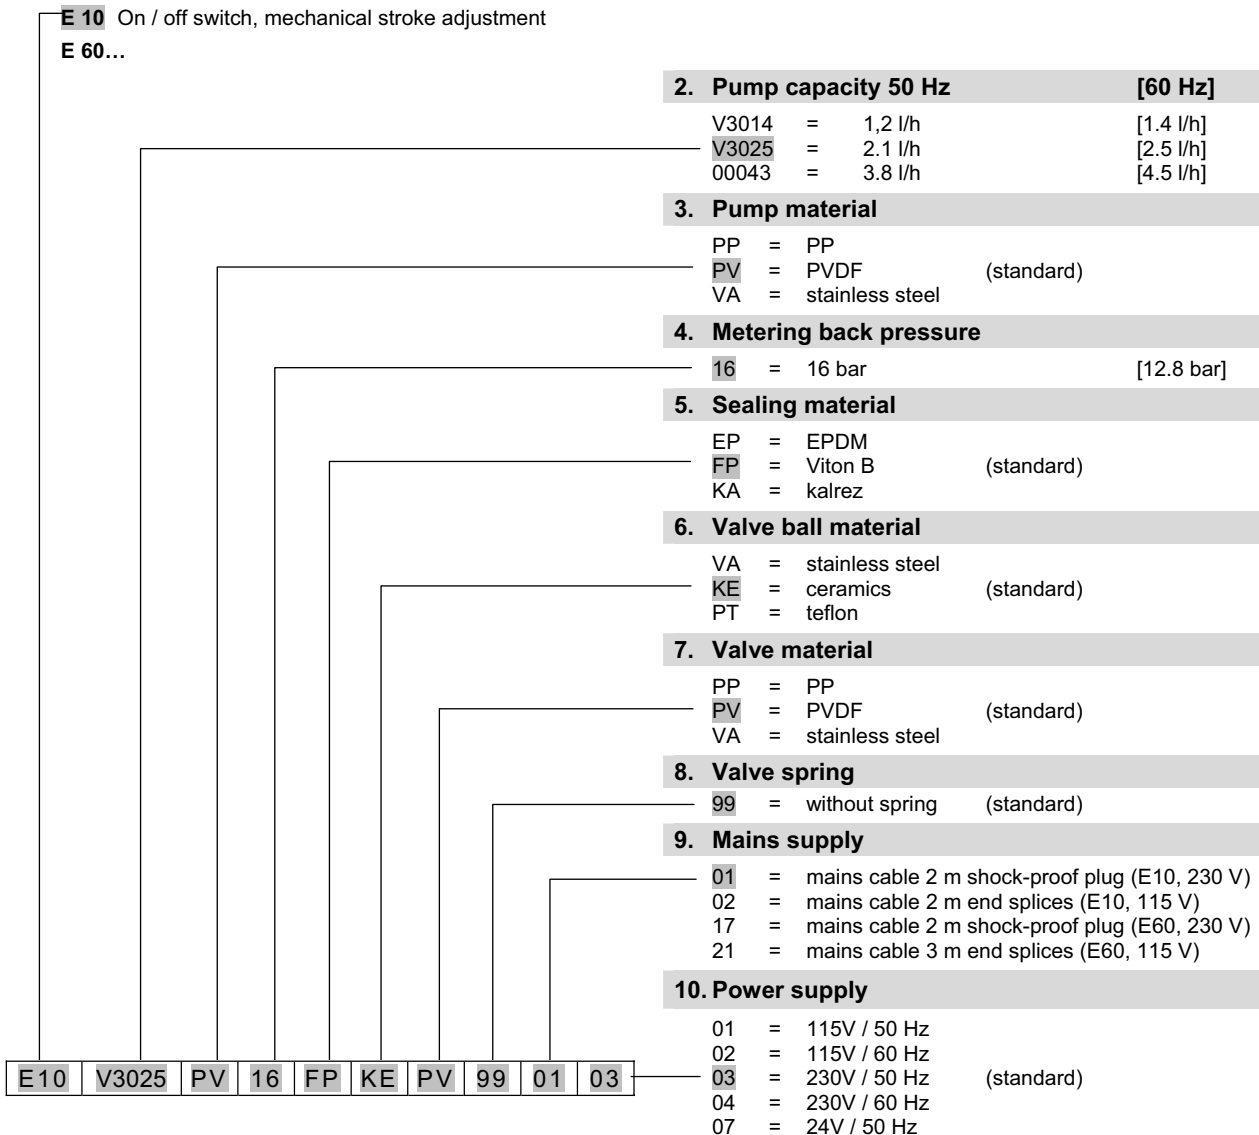 E 10 On / off switch, mechanical stroke adjustment
E 60…
2. Pump capacity 50 Hz [60 Hz]
V3014 = 1,2 l/h [1.4 l/h]
V3025 = 2.1 l/h [2.5 l/h]
00043 = 3.8 l/h [4.5 l/h]
3. Pump material
PP = PP
PV = PVDF (standard)
VA = stainless steel
4. Metering back pressure
16 = 16 bar [12.8 bar]
5. Sealing material
EP = EPDM
FP = Viton B (standard)
KA = kalrez
6. Valve ball material
VA = stainless steel
KE = ceramics (standard)
PT = teflon
7. Valve material
PP = PP
PV = PVDF (standard)
VA = stainless steel
8. Valve spring
99 = without spring (standard)
9. Mains supply
01 = mains cable 2 m shock-proof plug (E10, 230 V)
02 = mains cable 2 m end splices (E10, 115 V)
17 = mains cable 2 m shock-proof plug (E60, 230 V)
21 = mains cable 3 m end splices (E60, 115 V)
10. Power supply
01 = 115V / 50 Hz
02 = 115V / 60 Hz
03 = 230V / 50 Hz (standard)
04 = 230V / 60 Hz
07 = 24V / 50 Hz
E10 V3025 PV 16 FP KE PV 99 01 03